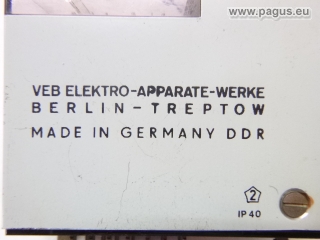 www.pagus.eu
VEB ELEKTRO-APPARATE-WERKE
BERLIN-TREPTOW
MADE IN GERMANY DDR
2
IP 40